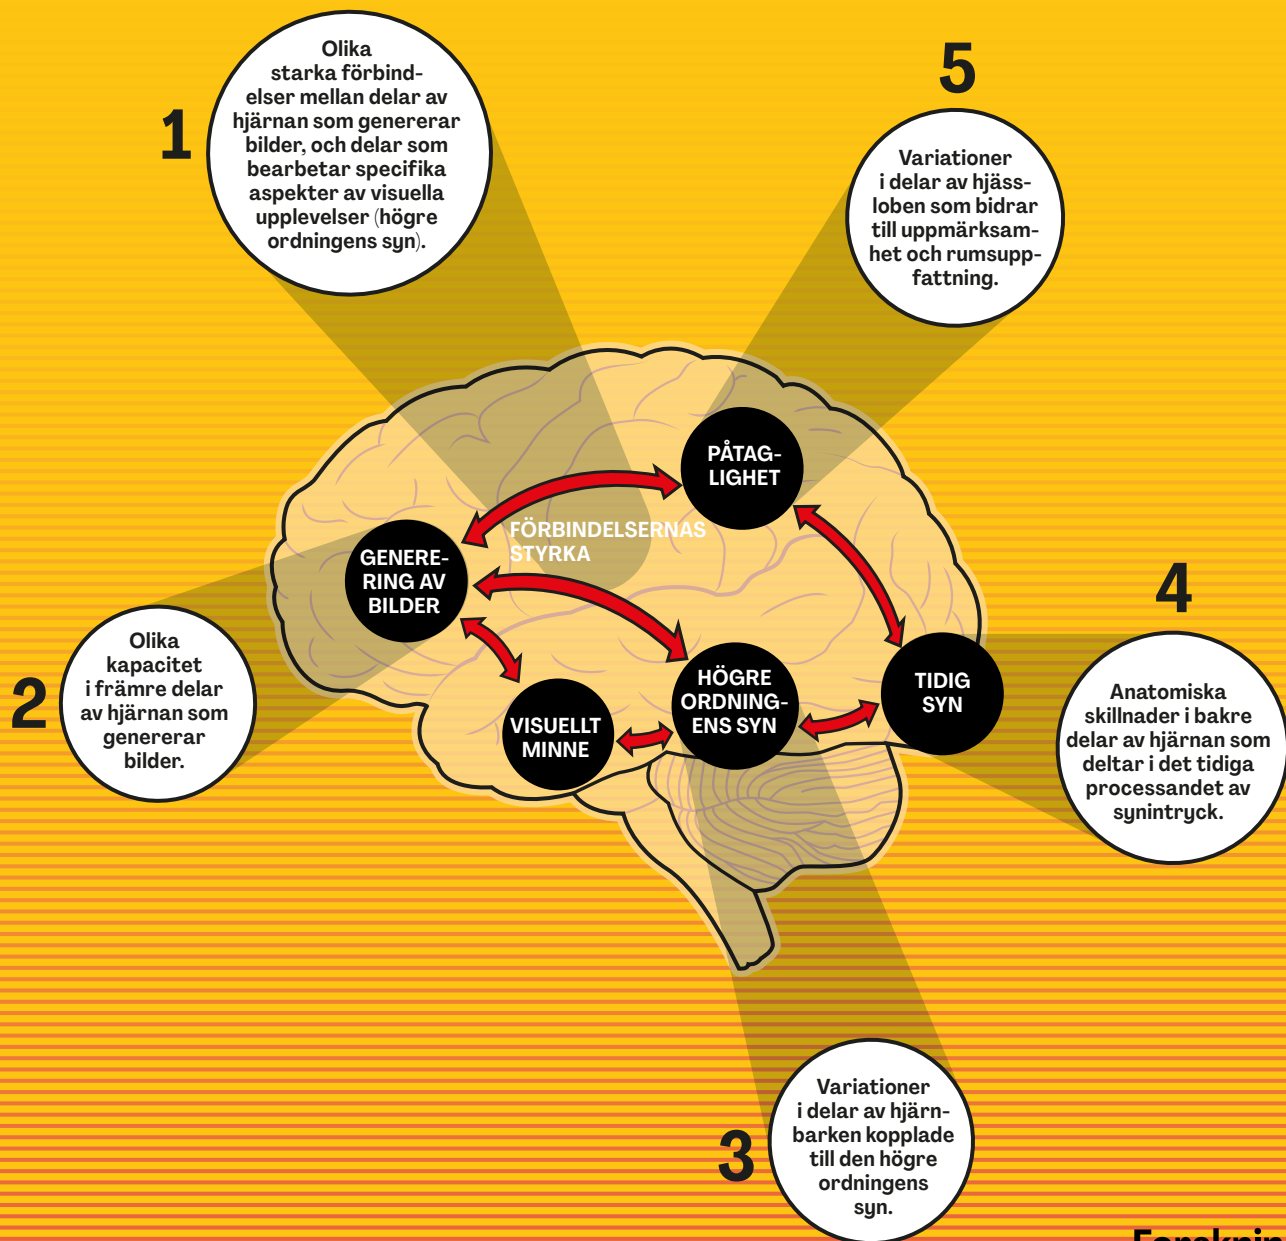 1
Olika
starka förbind-
elser mellan delar av
hjärnan som genererar
bilder, och delar som
bearbetar specifika
aspekter av visuella
upplevelser (högre
ordningens syn).
5
Variationer
i delar av hjäss-
loben som bidrar
till uppmärksam-
het och rumsupp-
fattning.
PÅTAG-
LIGHET
FÖRBINDELSERNAS
STYRKA
GENERE-
RING AV
BILDER
2
Olika
kapacitet
i främre delar
av hjärnan som
genererar
bilder.
VISUELLT
MINNE
HÖGRE
ORDNING-
ENS SYN
TIDIG
SYN
4
Anatomiska
skillnader i bakre
delar av hjärnan som
deltar i det tidiga
processandet av
synintryck.
3
Variationer
i delar av hjärn-
barken kopplade
till den högre
ordningens
syn.